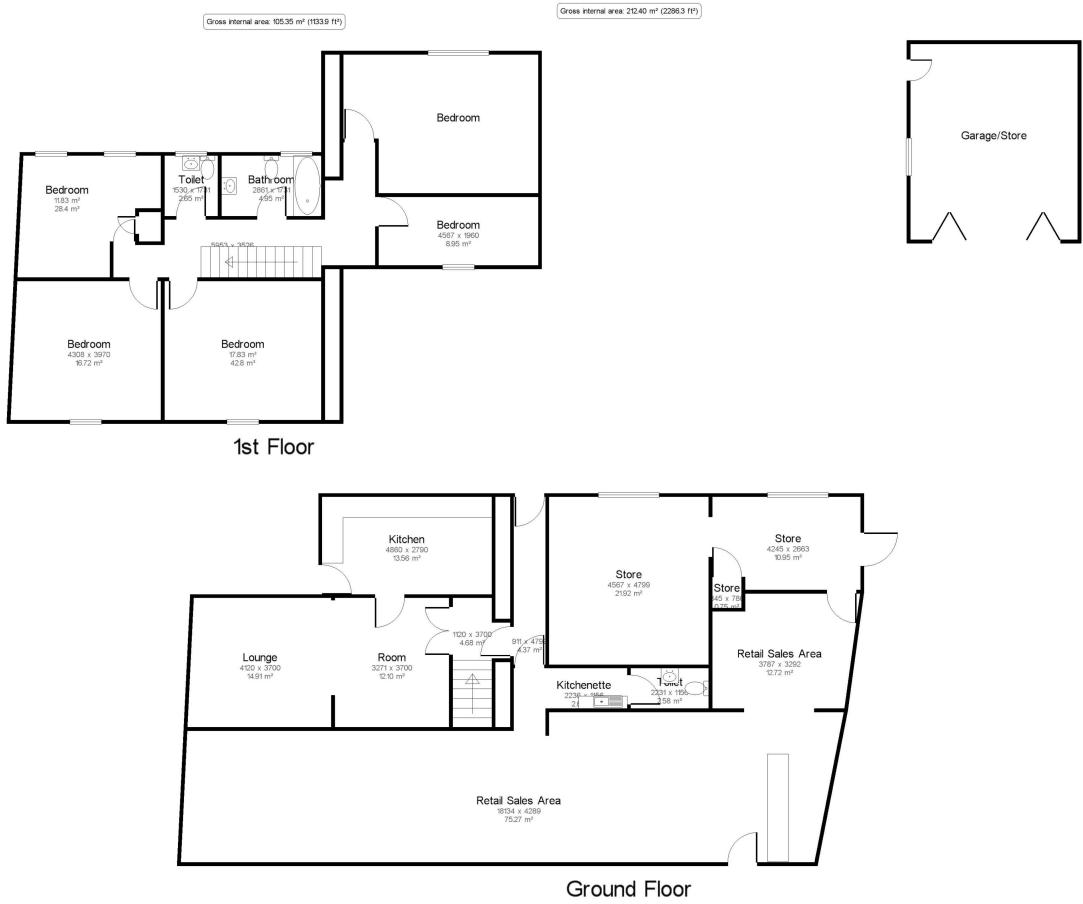 Gross internal area: 105.35 m² (1133.9 ft²)
Gross internal area: 212.40 m² (2286.3 ft²)
Bedroom
Garage/Store
Bedroom
11.83 m²
28.4 m²
Toilet
1530 x 1731
2.65 m²
Bathroom
2861 x 1731
4.95 m²
Bedroom
4567 x 1960
8.95 m²
5953 x 3526
Bedroom
4308 x 3970
16.72 m²
Bedroom
17.83 m²
42.8 m²
1st Floor
Kitchen
4860 x 2790
13.56 m²
Store
4567 x 4799
21.92 m²
Store
4245 x 2663
10.95 m²
Store
0.75 m²
Lounge
4120 x 3700
14.91 m²
Room
3271 x 3700
12.10 m²
1120 x 3700
4.68 m²
4.37 m²
Retail Sales Area
3787 x 3292
12.72 m²
Kitchenette
Toilet
2231 x 1156
2.58 m²
Retail Sales Area
18134 x 4289
75.27 m²
Ground Floor